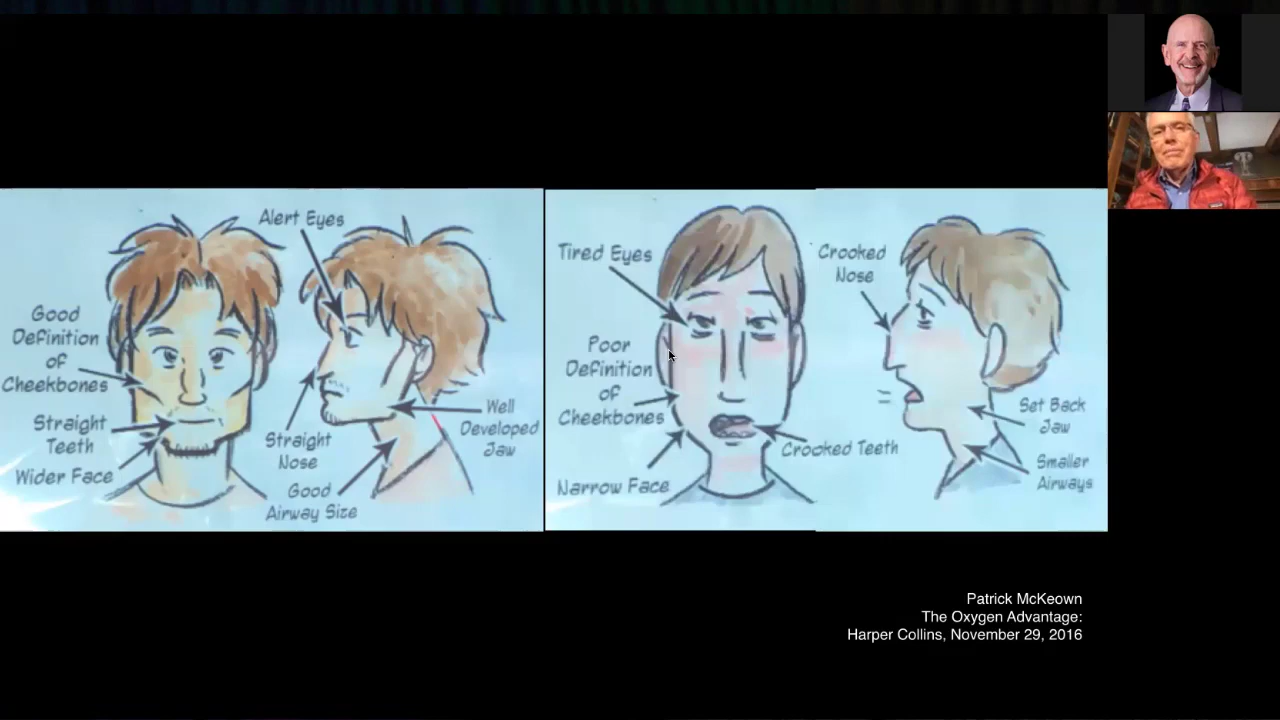 Alert Eyes
Good
Definition
of
Cheekbones
Straight
Teeth
Wider Face
Straight
Nose
Good
Airway Size
Well
Developed
Jaw
Tired Eyes
Poor
Definition
of
Cheekbones
Narrow Face
Crooked Teeth
Crooked
Nose
Set Back
Jaw
Smaller
Airways
Patrick McKeown
The Oxygen Advantage:
Harper Collins, November 29, 2016